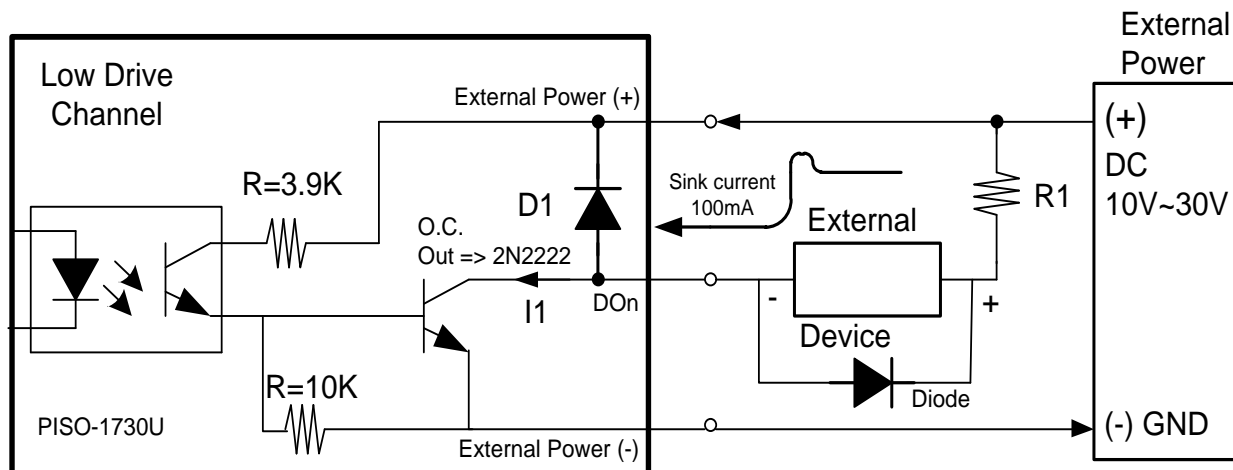 External
Power
Low Drive
Channel
External Power (+)
(+)
DC
10V~30V
R=3.9K
D1
Sink current
100mA
R1
External
O.C.
Out => 2N2222
I1
DOn
-
+
Device
Diode
R=10K
PISO-1730U
External Power (-)
(-) GND